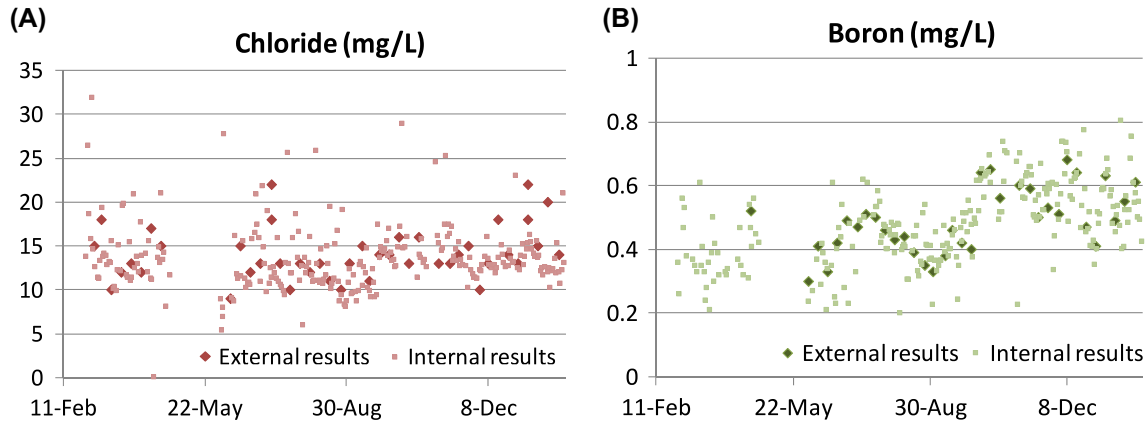 (A)
Chloride (mg/L)
35
30
25
20
15
10
5
0
11-Feb 22-May 30-Aug 8-Dec
External results Internal results
(B)
Boron (mg/L)
1
0.8
0.6
0.4
0.2
0
11-Feb 22-May 30-Aug 8-Dec
External results Internal results